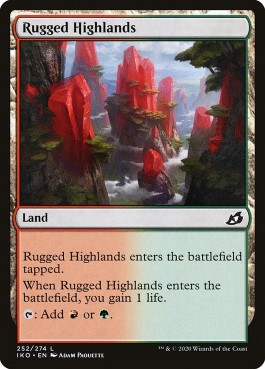 Rugged Highlands
Land
Rugged Highlands enters the battlefield
tapped.
When Rugged Highlands enters the
battlefield, you gain 1 life.
: Add or .
252/274 L
IKO • EN Adam Paquette
™ & © 2020 Wizards of the Coast